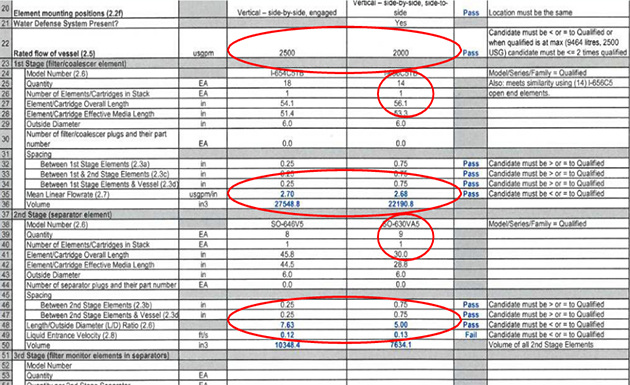 20 Element mounting positions (2.2f) Vertical – side-by-side, engaged Vertical – side-by-side, side-to-side Pass Location must be the same
21 Water Defense System Present? Yes
22 Rated flow of vessel (2.5) usgpm 2500 2000 Pass Candidate must be < or = to Qualified or when qualified is at max (9464 litres, 2500 USG) candidate must be <= 2 times qualified
23 1st Stage (filter/coalescer element)
24 Model Number (2.6) Model/Series/Family = Qualified
25 Quantity EA 18 14 Also: meets similarity using (14) I-656C5
26 Number of Elements/Cartridges in Stack EA 1 1 open end elements.
27 Element/Cartridge Overall Length in 54.1 56.1
28 Element/Cartridge Effective Media Length in 51.4 53.3
29 Outside Diameter in 6.0 6.0
30 Number of filter/coalescer plugs and their part number EA 0.0 0.0
31 Spacing
32 Between 1st Stage Elements (2.3a) in 0.25 0.75 Pass Candidate must be > or = to Qualified
33 Between 1st & 2nd Stage Elements (2.3c) in 0.25 0.75 Pass Candidate must be > or = to Qualified
34 Between 1st Stage Elements & Vessel (2.3d) in 0.25 0.75 Pass Candidate must be > or = to Qualified
35 Mean Linear Flowrate (2.7) usgpm/in 2.70 2.68 Pass Candidate must be < or = to Qualified
36 Volume in3 27548.8 22190.8
37 2nd Stage (separator element)
38 Model Number (2.6) SO-646V5 SO-630VA5 Model/Series/Family = Qualified
39 Quantity EA 8 9
40 Number of Elements/Cartridges in Stack EA 1 1
41 Element/Cartridge Overall Length in 45.8 30.0
42 Element/Cartridge Effective Media Length in 44.5 28.8
43 Outside Diameter in 6.0 6.0
44 Number of separator plugs and their part number EA 0.0 0.0
45 Spacing
46 Between 2nd Stage Elements (2.3b) in 0.25 0.75 Pass Candidate must be > or = to Qualified
47 Between 2nd Stage Elements & Vessel (2.3d in 0.25 0.75 Pass Candidate must be > or = to Qualified
48 Length/Outside Diameter (L/D) Ratio (2.6) 7.63 5.00 Pass Candidate must be < or = to Qualified
49 Liquid Entrance Velocity (2.8) ft/s 0.12 0.13 Fail Candidate must be < or = to Qualified
50 Volume in3 10348.4 7634.1 Volume of all 2nd Stage Elements
51 3rd Stage (filter monitor elements in separators)
52 Model Number
53 Quantity EA